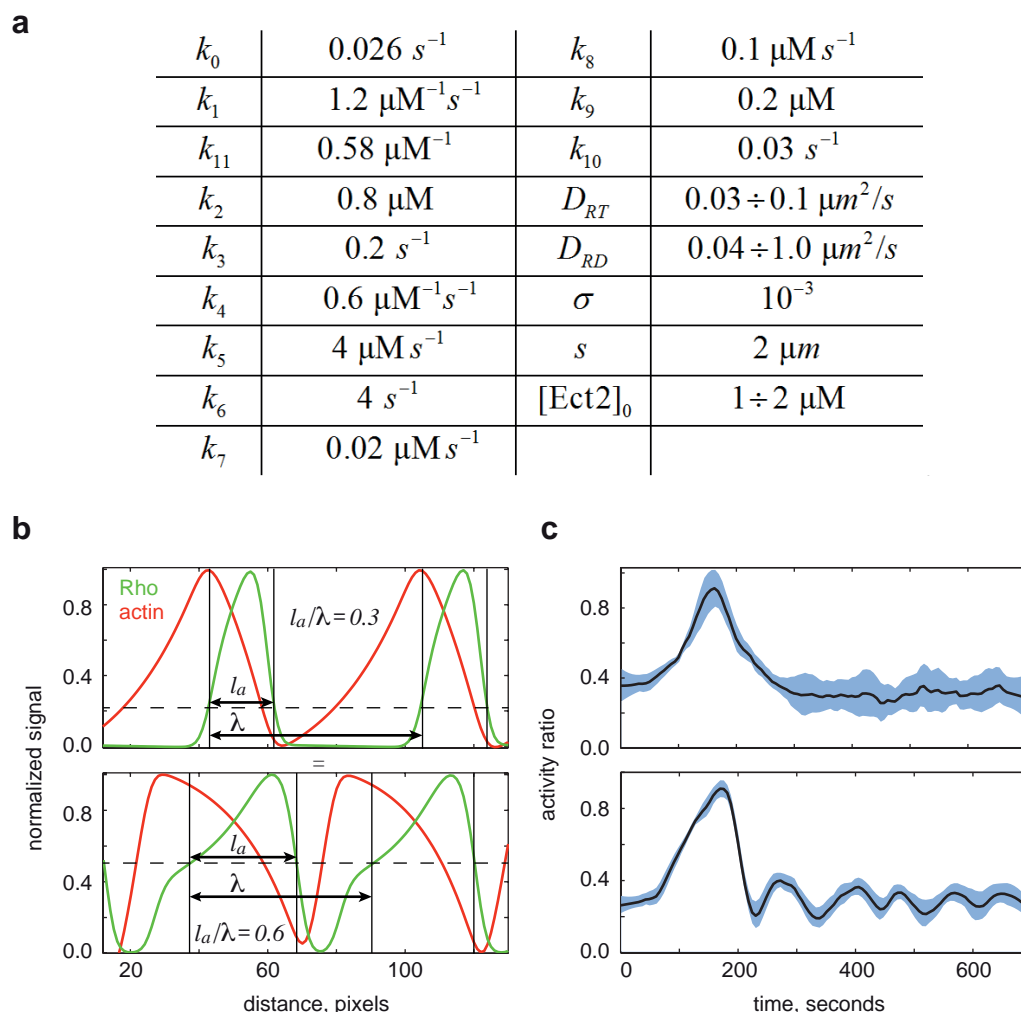 a
k₀ 0.026 s⁻¹ k₈ 0.1 μM s⁻¹
k₁ 1.2 μM⁻¹s⁻¹ k₉ 0.2 μM
k₁₁ 0.58 μM⁻¹ k₁₀ 0.03 s⁻¹
k₂ 0.8 μM D_RT 0.03÷0.1 μm²/s
k₃ 0.2 s⁻¹ D_RD 0.04÷1.0 μm²/s
k₄ 0.6 μM⁻¹s⁻¹ σ 10⁻³
k₅ 4 μM s⁻¹ s 2 μm
k₆ 4 s⁻¹ [Ect2]₀ 1÷2 μM
k₇ 0.02 μM s⁻¹
b
normalized signal
Rho
actin
lₐ/λ=0.3
0.8
0.4
0.0
lₐ
λ
=
0.8
0.4
0.0
lₐ
λ
lₐ/λ=0.6
20 60 100
distance, pixels
c
activity ratio
0.8
0.4
0.0
0.8
0.4
0.0
0 200 400 600
time, seconds